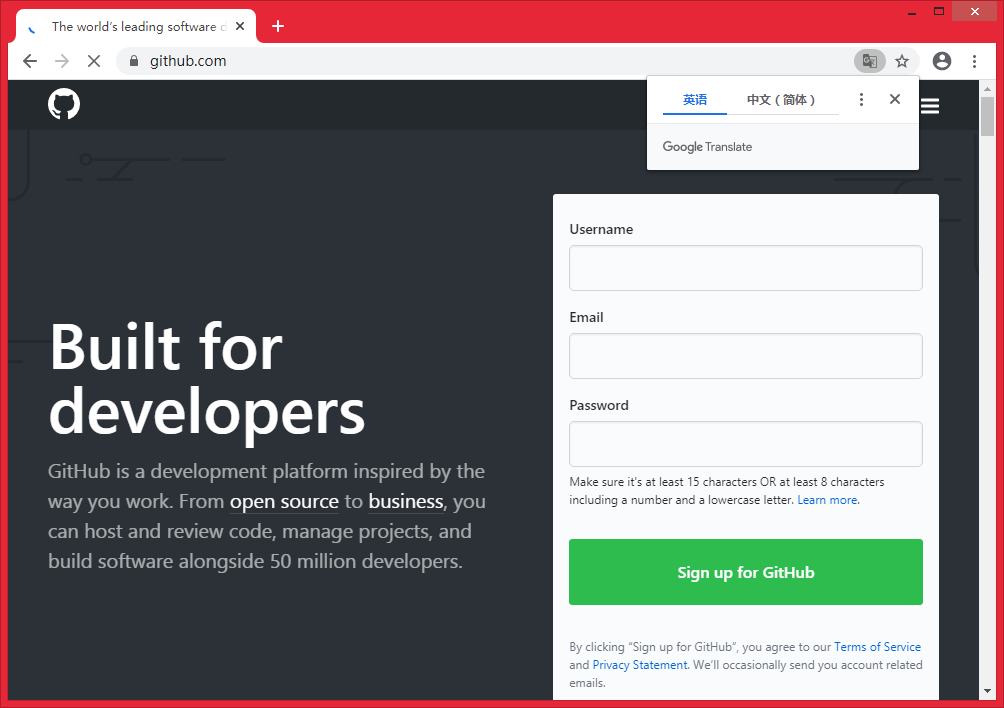 The world's leading software d
github.com
英语
中文（简体）
Google Translate
Username
Email
Built for
developers
Password
GitHub is a development platform inspired by the
way you work. From open source to business, you
can host and review code, manage projects, and
build software alongside 50 million developers.
Make sure it's at least 15 characters OR at least 8 characters
including a number and a lowercase letter. Learn more.
Sign up for GitHub
By clicking “Sign up for GitHub”, you agree to our Terms of Service
and Privacy Statement. We’ll occasionally send you account related
emails.